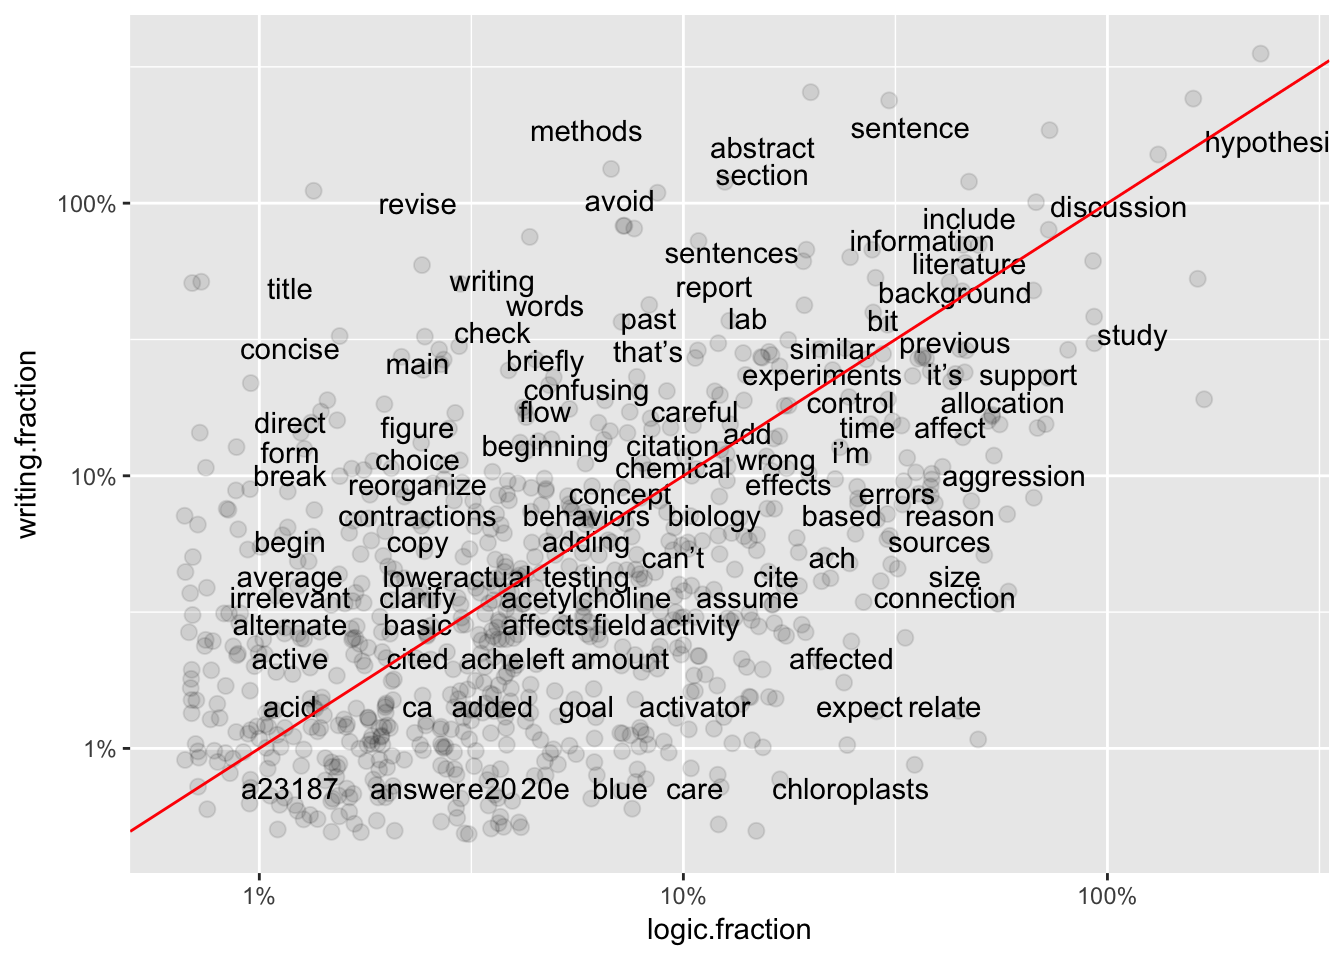 methods
sentence
abstract
hypothesi
section
100%
revise
avoid
discussion
include
information
sentences
literature
title
writing
report
background
words
past
lab
bit
check
study
concise
that's
similar
previous
main
briefly
experiments
it's
support
confusing
flow
careful
control
allocation
direct
figure
add
time
affect
form
choice
beginning
citation
wrong
i'm
break
reorganize
chemical
effects
errors
aggression
concept
contractions
behaviors
biology
based
reason
begin
copy
adding
can't
ach
sources
average
lower
actual
testing
cite
size
irrelevant
clarify
acetylcholine
assume
connection
alternate
basic
affects
field
activity
active
cited
ache
left
amount
affected
acid
ca
added
goal
activator
expect
relate
a23187
answer
e20
20e
blue
care
chloroplasts
10%
1%
writing.fraction
1%
10%
100%
logic.fraction